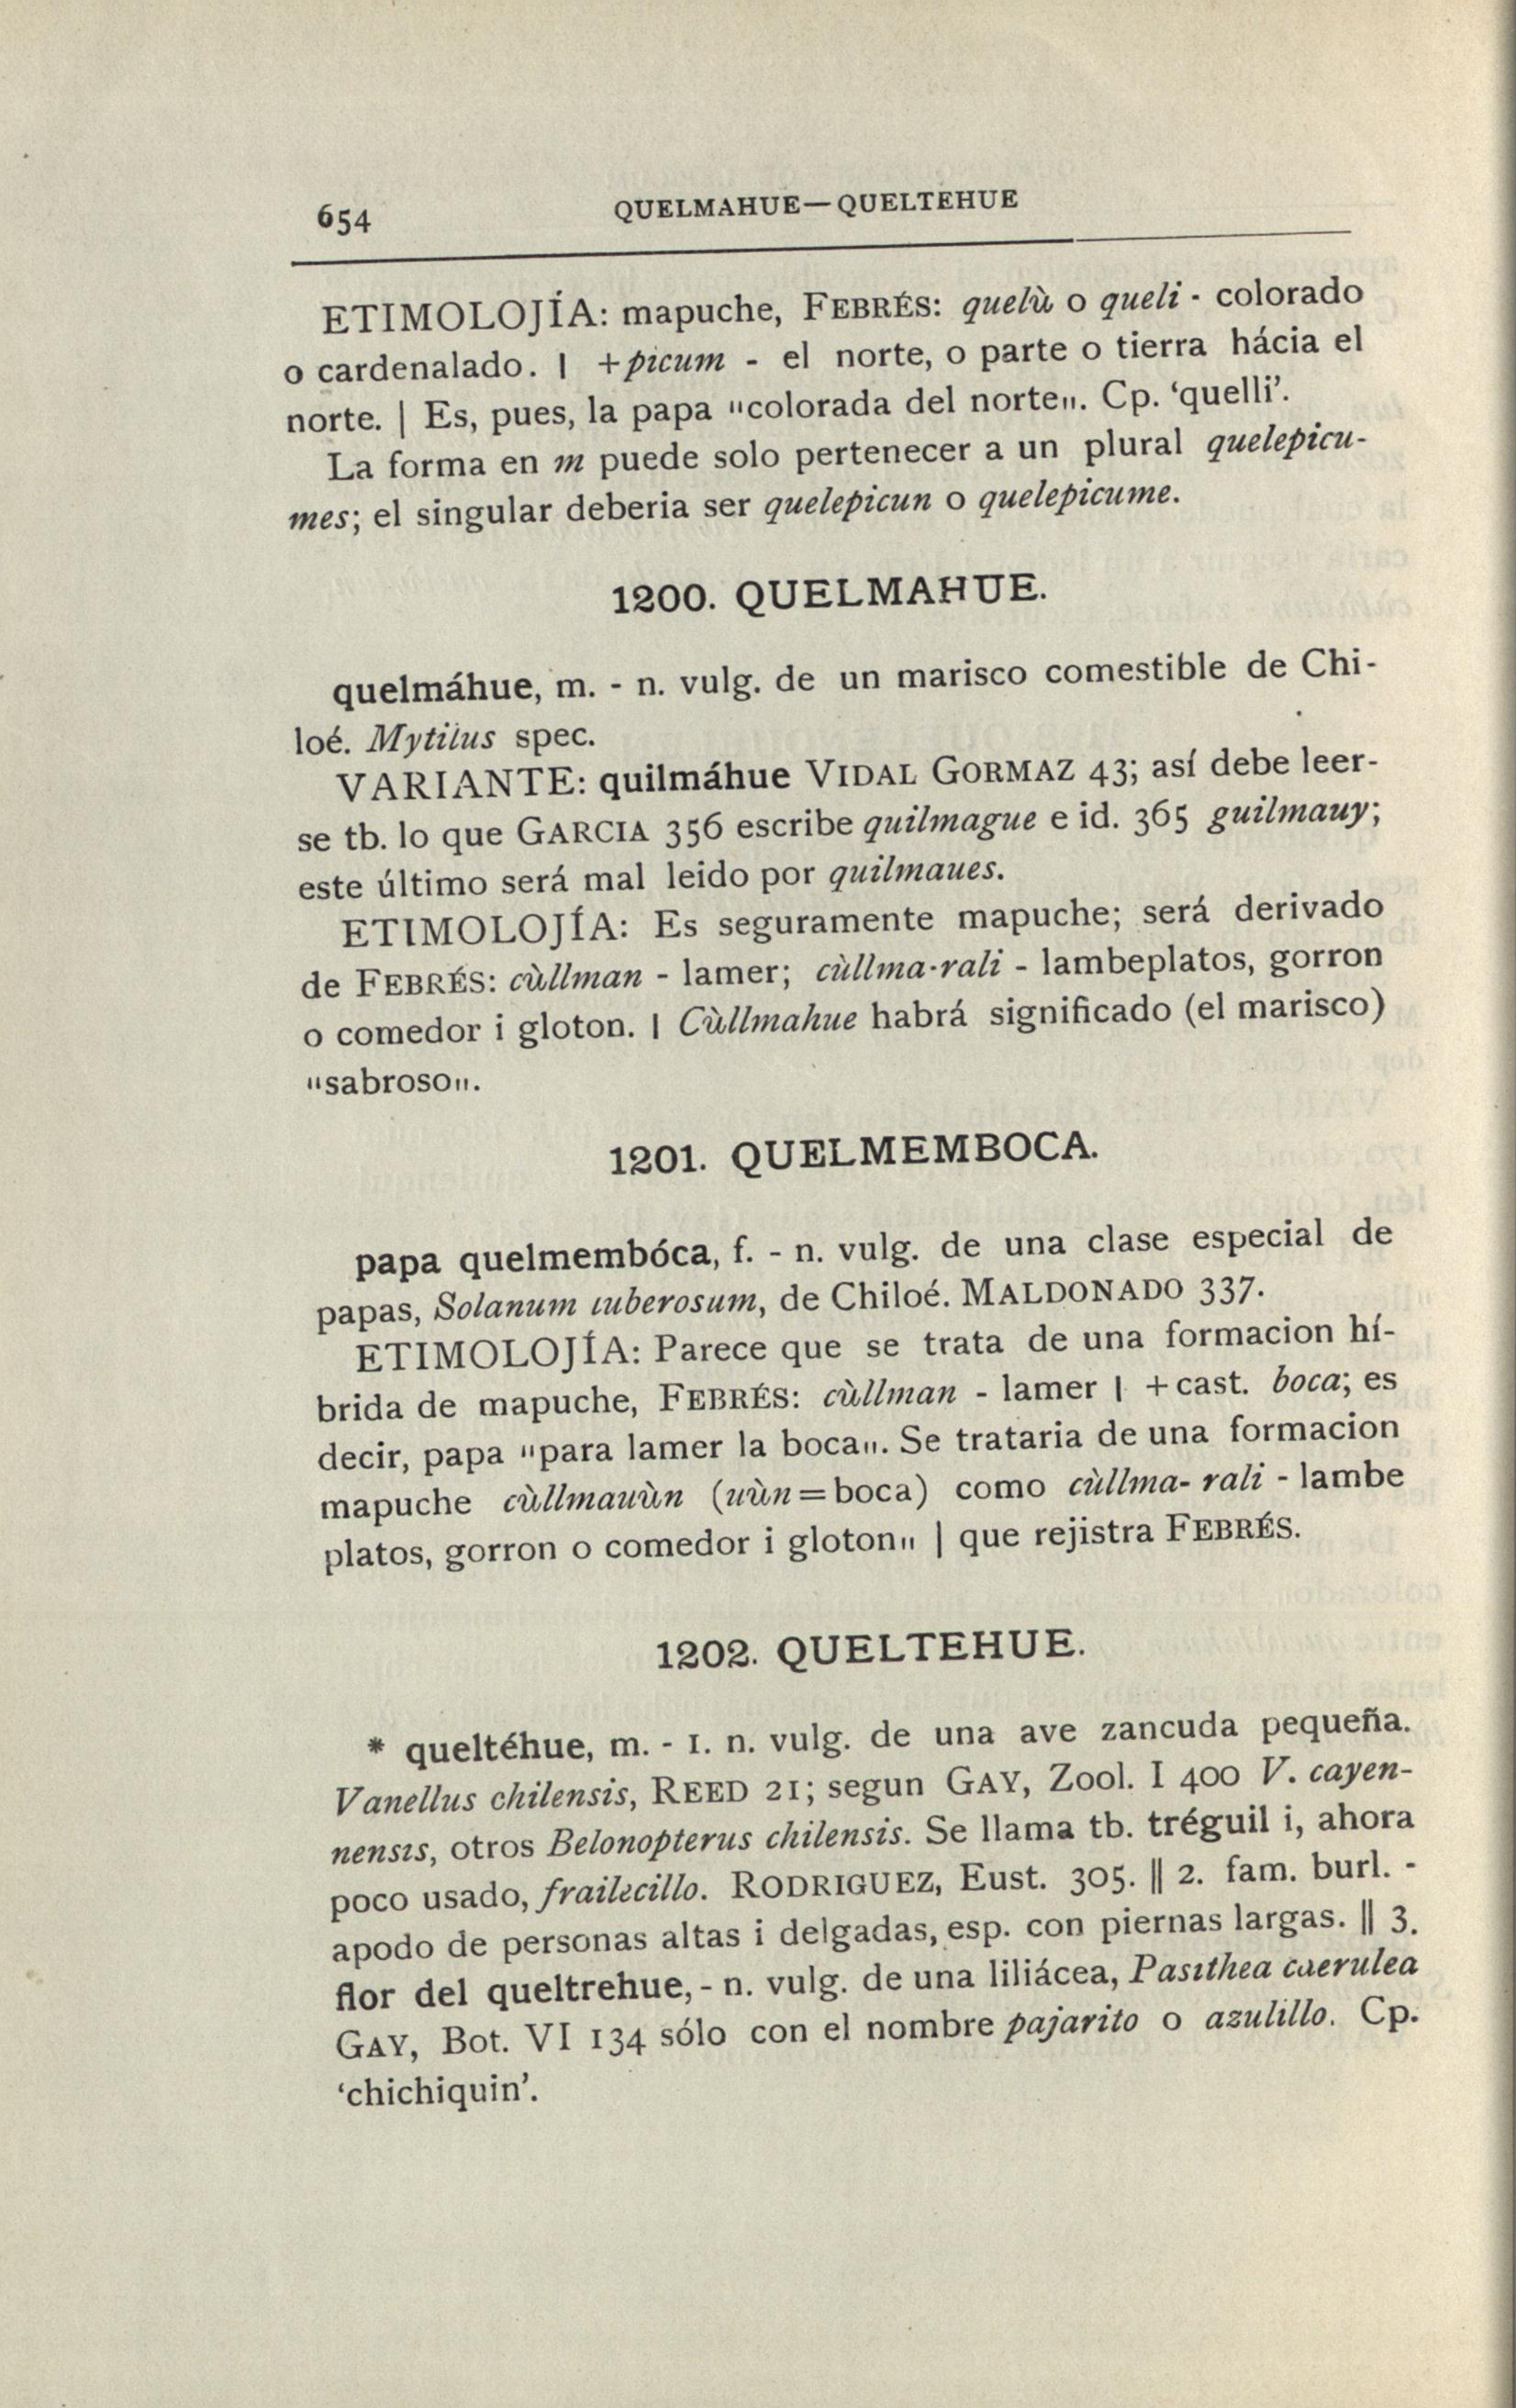 654
QUELMAHUE—QUELTEHUE
ETIMOLOJÍA: mapuche, FEBRÉS: quelù o queli - colorado
o cardenalado. | +picum - el norte, o parte o tierra hácia el
norte. | Es, pues, la papa "colorada del norte„. Cp. ‘quelli’.
La forma en m puede solo pertenecer a un plural quelepicu-
mes; el singular deberia ser quelepicun o quelepicume.
1200. QUELMAHUE.
quelmáhue, m. - n. vulg. de un marisco comestible de Chi-
loé. Mytilus spec.
VARIANTE: quilmáhue VIDAL GORMAZ 43; así debe leer-
se tb. lo que GARCIA 356 escribe quilmague e id. 365 guilmauy;
este último será mal leido por quilmaues.
ETIMOLOJÍA: Es seguramente mapuche; será derivado
de FEBRÉS: cùllman - lamer; cùllma-rali - lambeplatos, gorron
o comedor i gloton. | Cùllmahue habrá significado (el marisco)
"sabroso„.
1201. QUELMEMBOCA.
papa quelmembóca, f. - n. vulg. de una clase especial de
papas, Solanum tuberosum, de Chiloé. MALDONADO 337.
ETIMOLOJÍA: Parece que se trata de una formacion hí-
brida de mapuche, FEBRÉS: cùllman - lamer | +cast. boca; es
decir, papa "para lamer la boca„. Se trataria de una formacion
mapuche cùllmauùn (uùn=boca) como cùllma- rali - lambe
platos, gorron o comedor i gloton„ | que rejistra FEBRÉS.
1202. QUELTEHUE.
* queltéhue, m. - 1. n. vulg. de una ave zancuda pequeña.
Vanellus chilensis, REED 21; segun GAY, Zool. I 400 V. cayen-
nensis, otros Belonopterus chilensis. Se llama tb. tréguil i, ahora
poco usado, frailecillo. RODRIGUEZ, Eust. 305. || 2. fam. burl. -
apodo de personas altas i delgadas, esp. con piernas largas. || 3.
flor del queltrehue, - n. vulg. de una liliácea, Pasithea caerulea
GAY, Bot. VI 134 sólo con el nombre pajarito o azulillo. Cp.
‘chichiquin’.